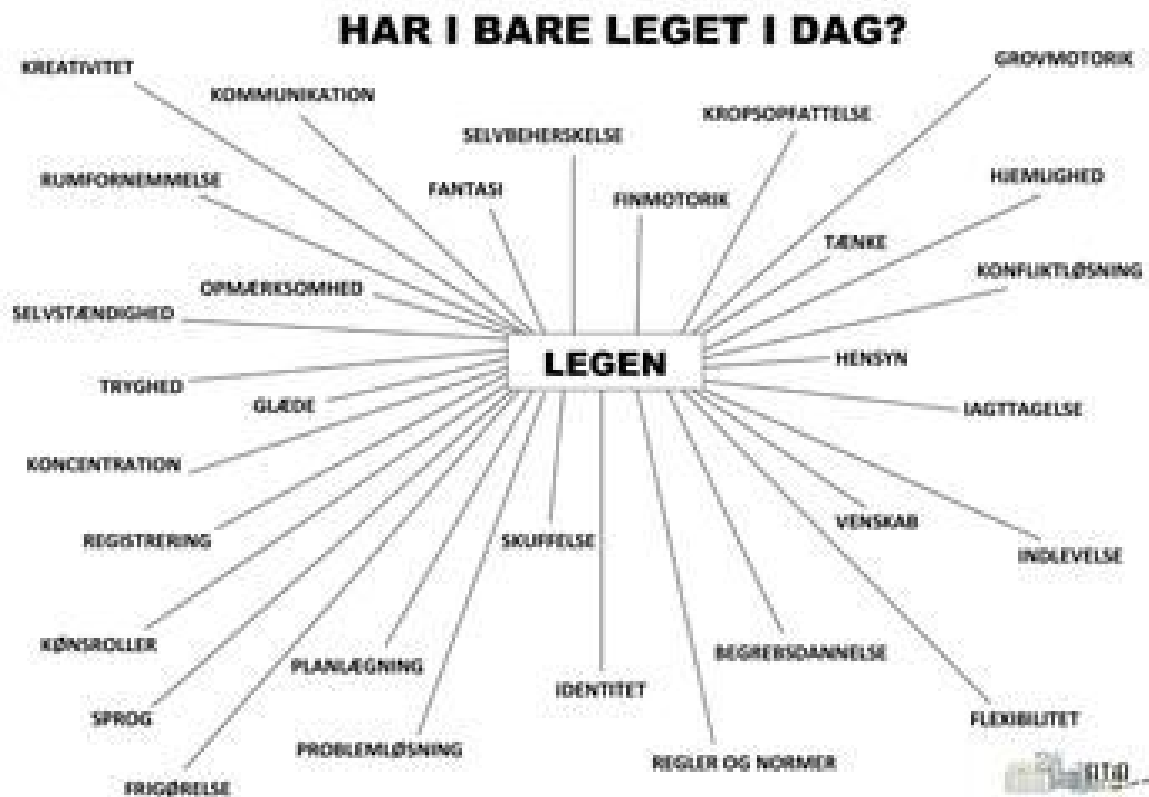 HAR I BARE LEGET I DAG?
KREATIVITET
GROVMOTORIK
KOMMUNIKATION
KROPSOPFATTELSE
SELVBEHERSKELSE
RUMFORNEMMELSE
FANTASI
FINMOTORIK
HJEMLIGHED
TÆNKE
KONFLIKTLØSNING
OPMÆRKSOMHED
SELVSTÆNDIGHED
LEGEN
HENSYN
TRYGHED
GLÆDE
IAGTTAGELSE
KONCENTRATION
VENSKAB
REGISTRERING
SKUFFELSE
INDLEVELSE
KØNSROLLER
PLANLÆGNING
BEGREBSDANNELSE
IDENTITET
SPROG
FLEXIBILITET
PROBLEMLØSNING
REGLER OG NORMER
FRIGØRELSE